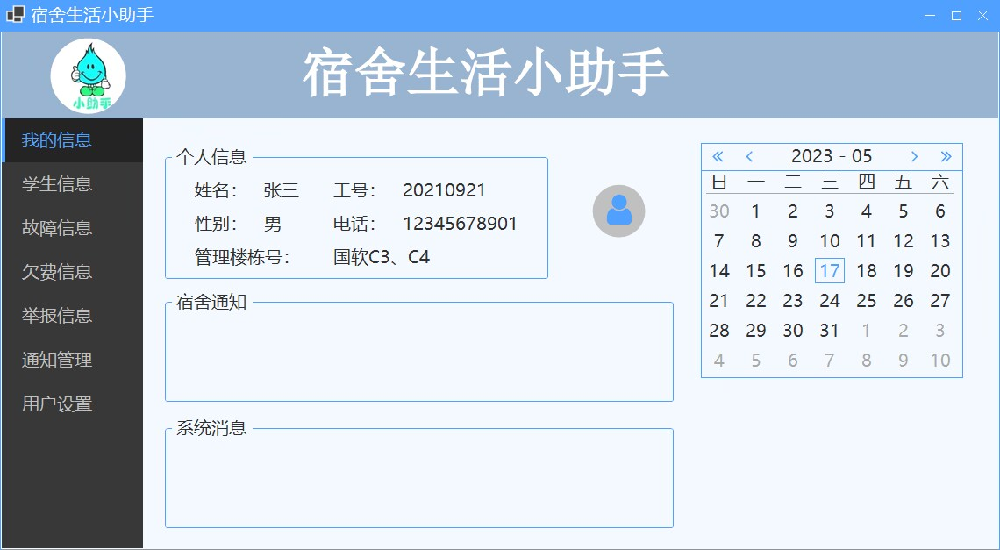 宿舍生活小助手
小助手
宿舍生活小助手
我的信息
学生信息
故障信息
欠费信息
举报信息
通知管理
用户设置
个人信息
姓名： 张三 工号： 20210921
性别： 男 电话： 12345678901
管理楼栋号： 国软C3、C4
宿舍通知
系统消息
2023 - 05
日 一 二 三 四 五 六
30 1 2 3 4 5 6
7 8 9 10 11 12 13
14 15 16 17 18 19 20
21 22 23 24 25 26 27
28 29 30 31 1 2 3
4 5 6 7 8 9 10